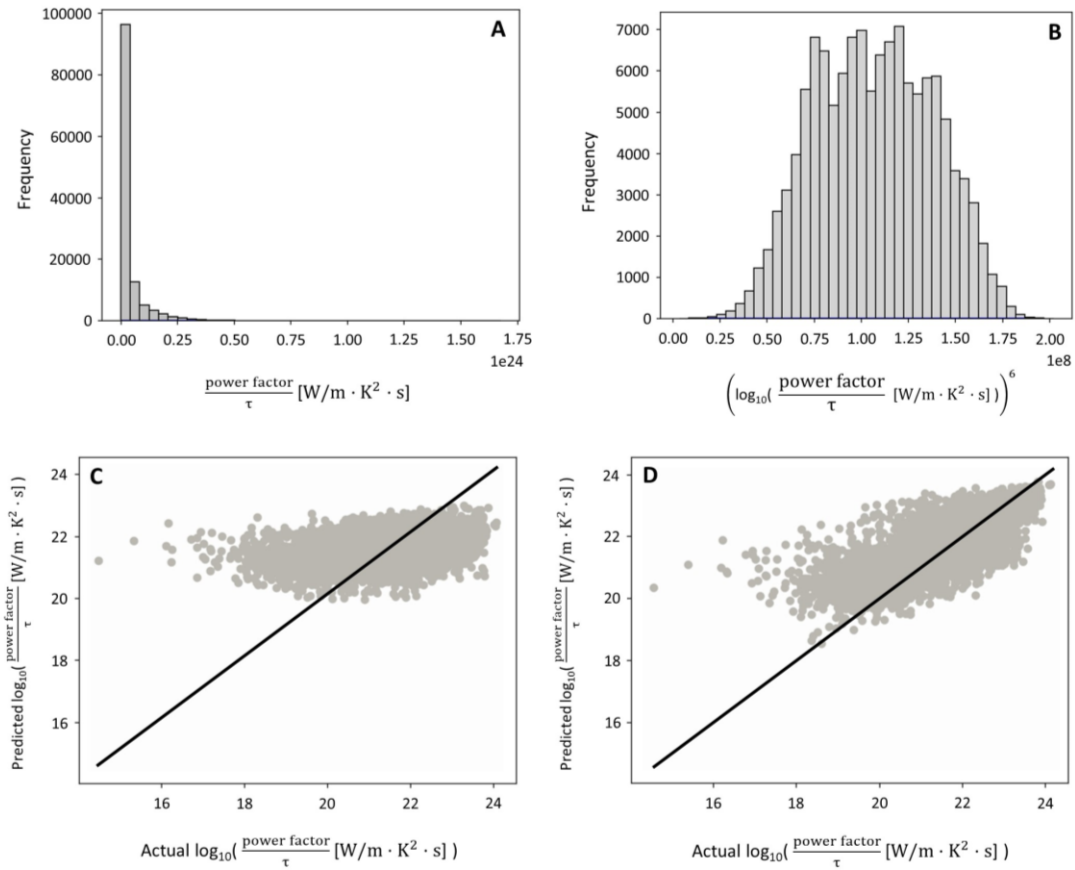 A
100000
80000
60000
40000
20000
0
Frequency
0.00 0.25 0.50 0.75 1.00 1.25 1.50 1.75
1e24
power factor
τ
[W/m · K² · s]
B
7000
6000
5000
4000
3000
2000
1000
0
Frequency
0.00 0.25 0.50 0.75 1.00 1.25 1.50 1.75 2.00
1e8
(log₁₀( power factor / τ [W/m · K² · s] ))⁶
C
24
22
20
18
16
Predicted log₁₀( power factor / τ [W/m · K² · s] )
16 18 20 22 24
Actual log₁₀( power factor / τ [W/m · K² · s] )
D
24
22
20
18
16
Predicted log₁₀( power factor / τ [W/m · K² · s] )
16 18 20 22 24
Actual log₁₀( power factor / τ [W/m · K² · s] )